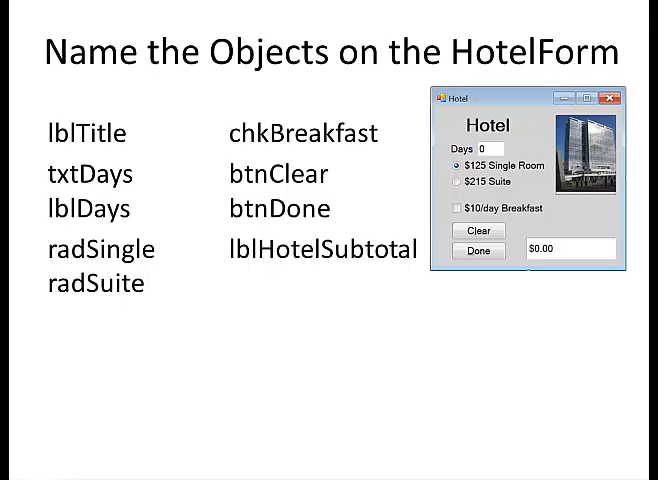 Name the Objects on the HotelForm
lblTitle
txtDays
lblDays
radSingle
radSuite
chkBreakfast
btnClear
btnDone
lblHotelSubtotal
Hotel
Hotel
Days 0
$125 Single Room
$215 Suite
$10/day Breakfast
Clear
Done
$0.00